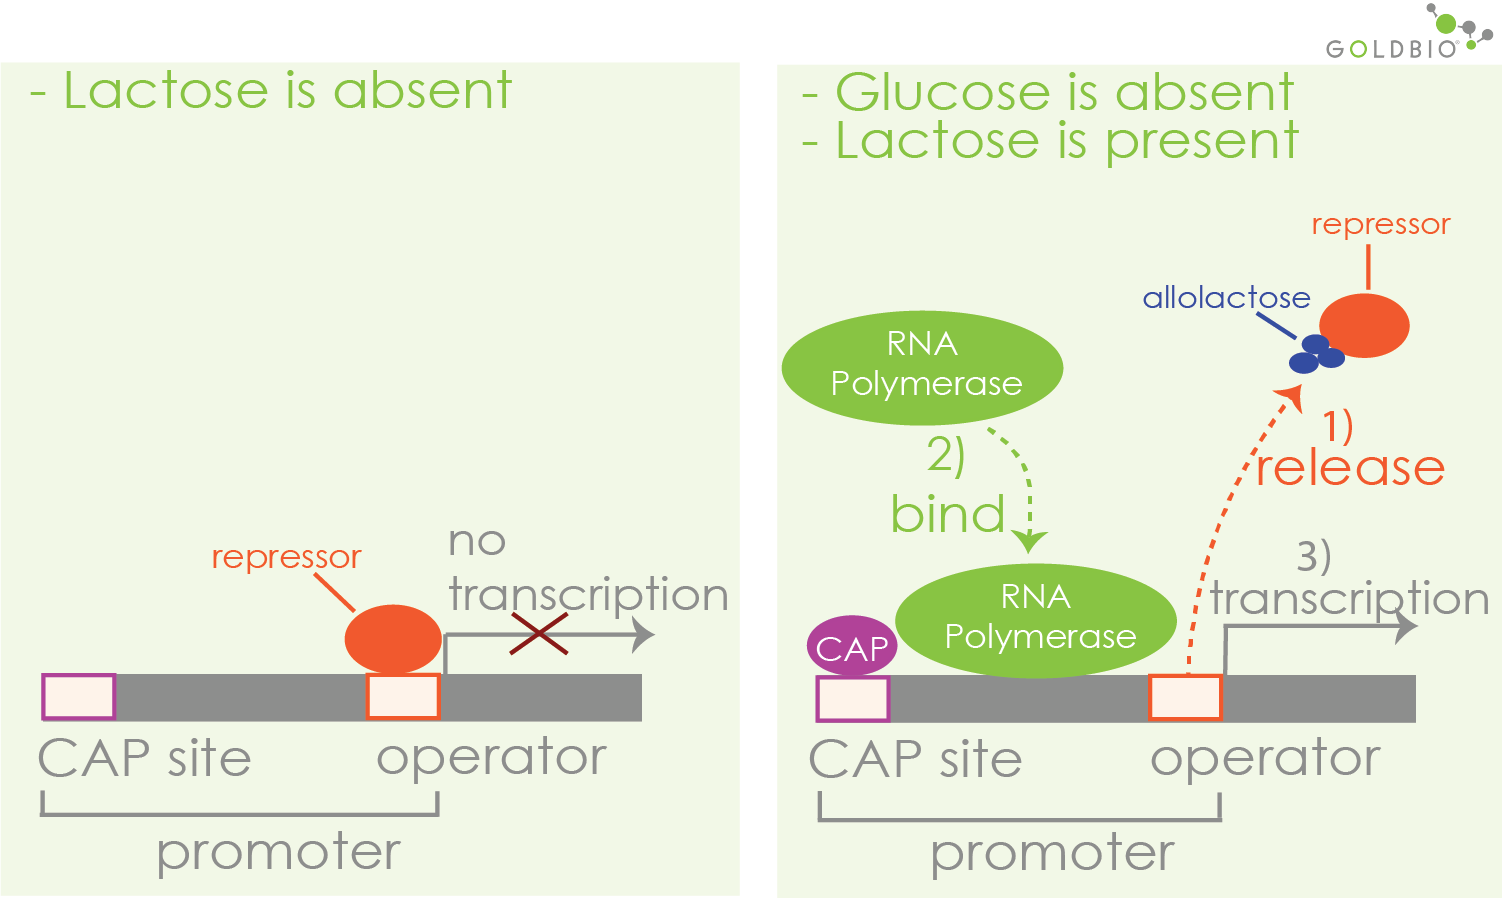 GOLDBIO®
- Lactose is absent
repressor
no
transcription
CAP site
operator
promoter
- Glucose is absent
- Lactose is present
repressor
allolactose
RNA
Polymerase
1)
release
2)
bind
3)
transcription
RNA
Polymerase
CAP
CAP site
operator
promoter